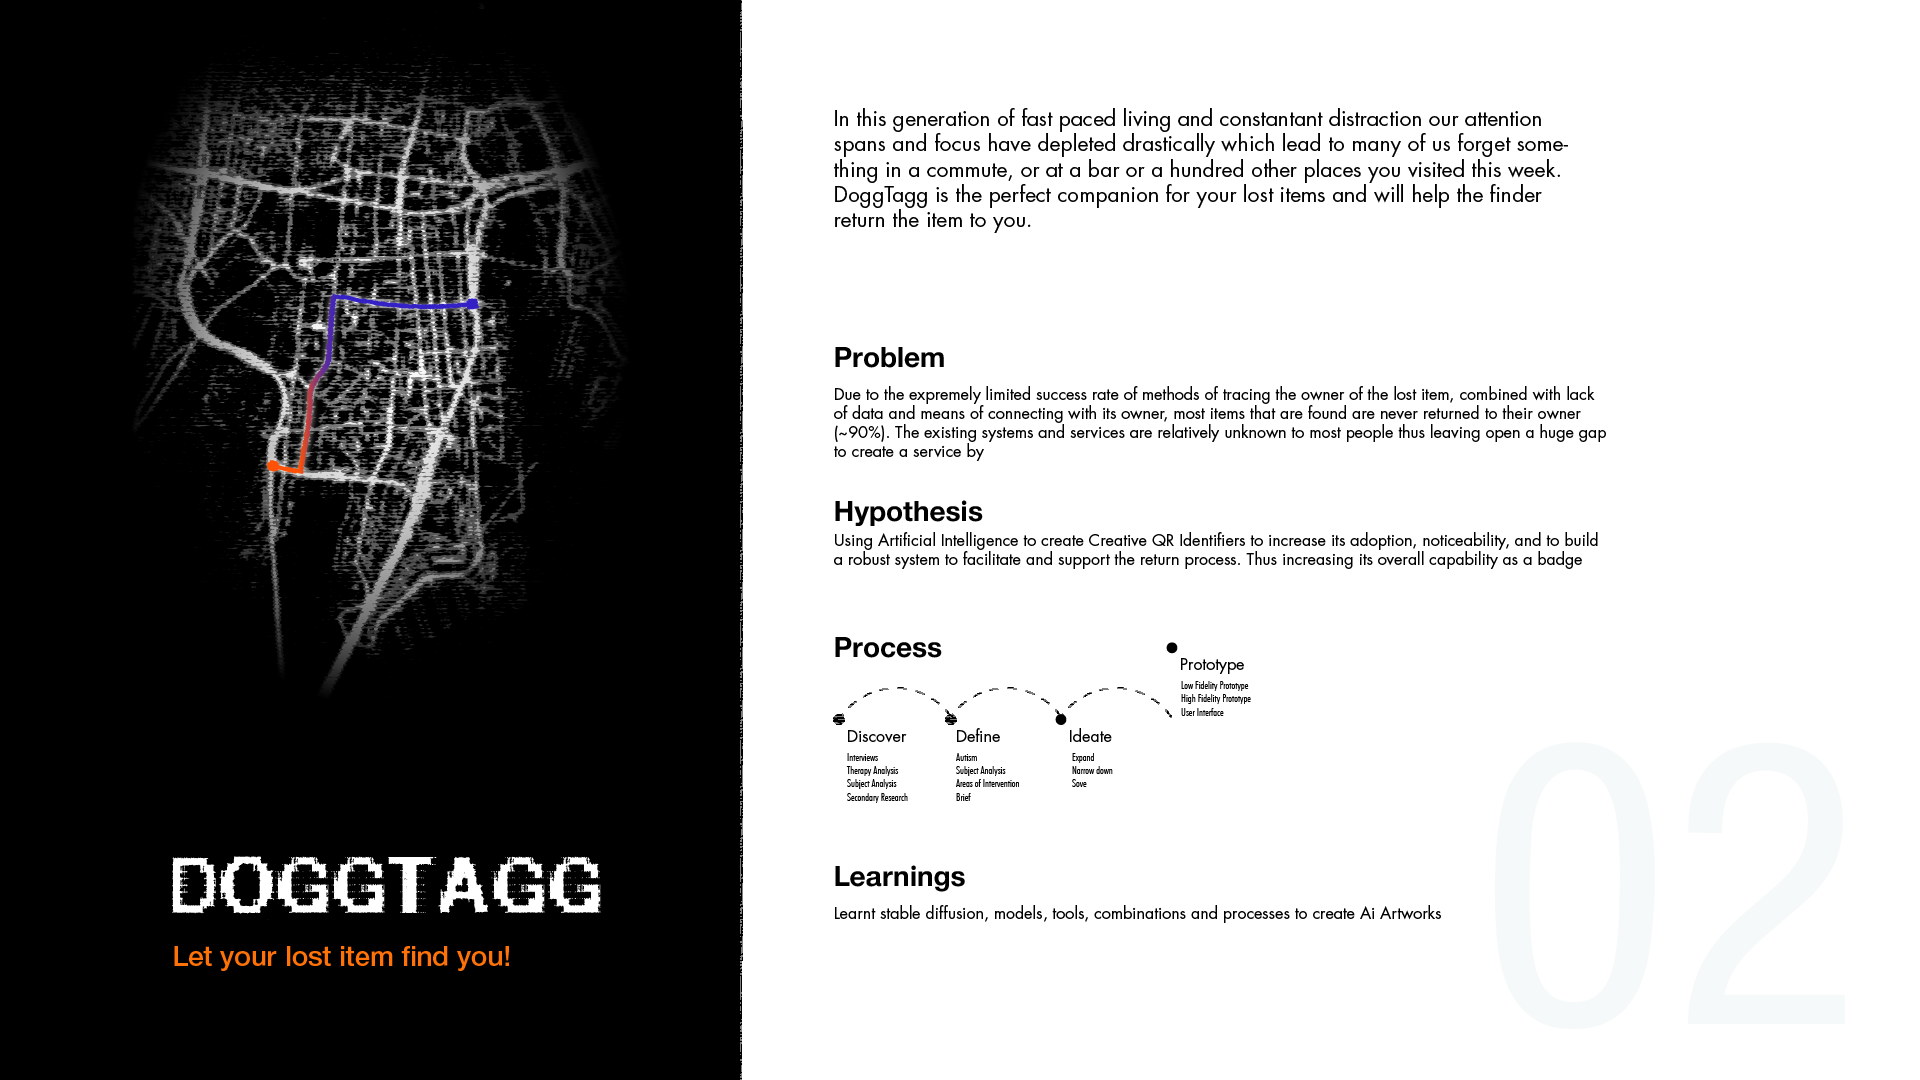 DOGGTAGG
Let your lost item find you!
In this generation of fast paced living and constantant distraction our attention
spans and focus have depleted drastically which lead to many of us forget some-
thing in a commute, or at a bar or a hundred other places you visited this week.
DoggTagg is the perfect companion for your lost items and will help the finder
return the item to you.
Problem
Due to the expremely limited success rate of methods of tracing the owner of the lost item, combined with lack
of data and means of connecting with its owner, most items that are found are never returned to their owner
(~90%). The existing systems and services are relatively unknown to most people thus leaving open a huge gap
to create a service by
Hypothesis
Using Artificial Intelligence to create Creative QR Identifiers to increase its adoption, noticeability, and to build
a robust system to facilitate and support the return process. Thus increasing its overall capability as a badge
Process
Discover
Interviews
Therapy Analysis
Subject Analysis
Secondary Research
Define
Autism
Subject Analysis
Areas of Intervention
Brief
Ideate
Expand
Narrow down
Sove
Prototype
Low Fidelity Prototype
High Fidelity Prototype
User Interface
Learnings
Learnt stable diffusion, models, tools, combinations and processes to create Ai Artworks
02